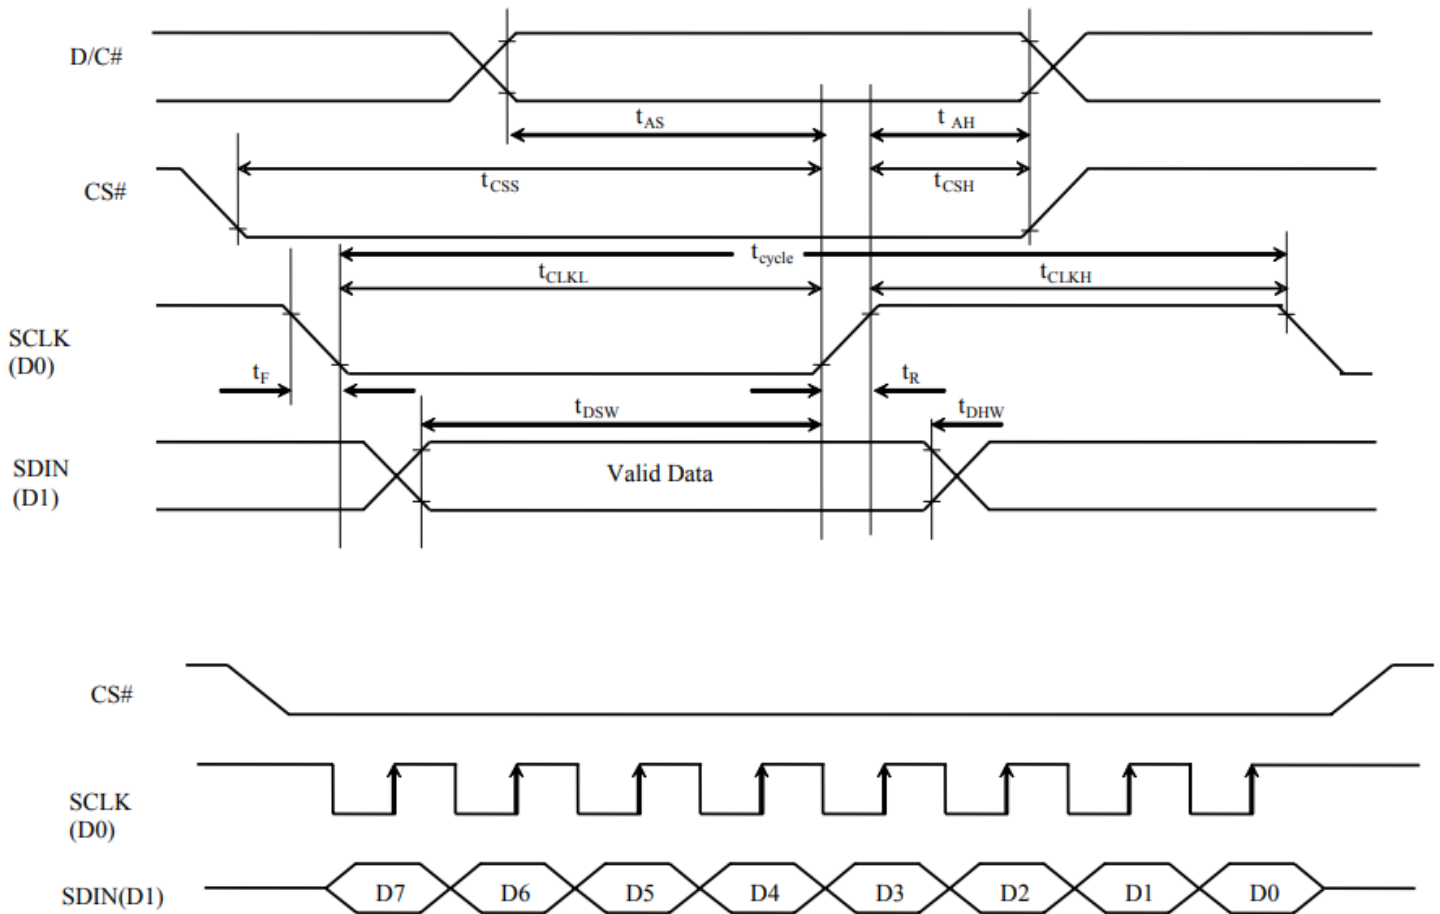 D/C#
tAS
t AH
CS#
tCSS
tCSH
tcycle
tCLKL
tCLKH
SCLK
(D0)
tF
tR
tDSW
tDHW
SDIN
(D1)
Valid Data
CS#
SCLK
(D0)
SDIN(D1)
D7 D6 D5 D4 D3 D2 D1 D0